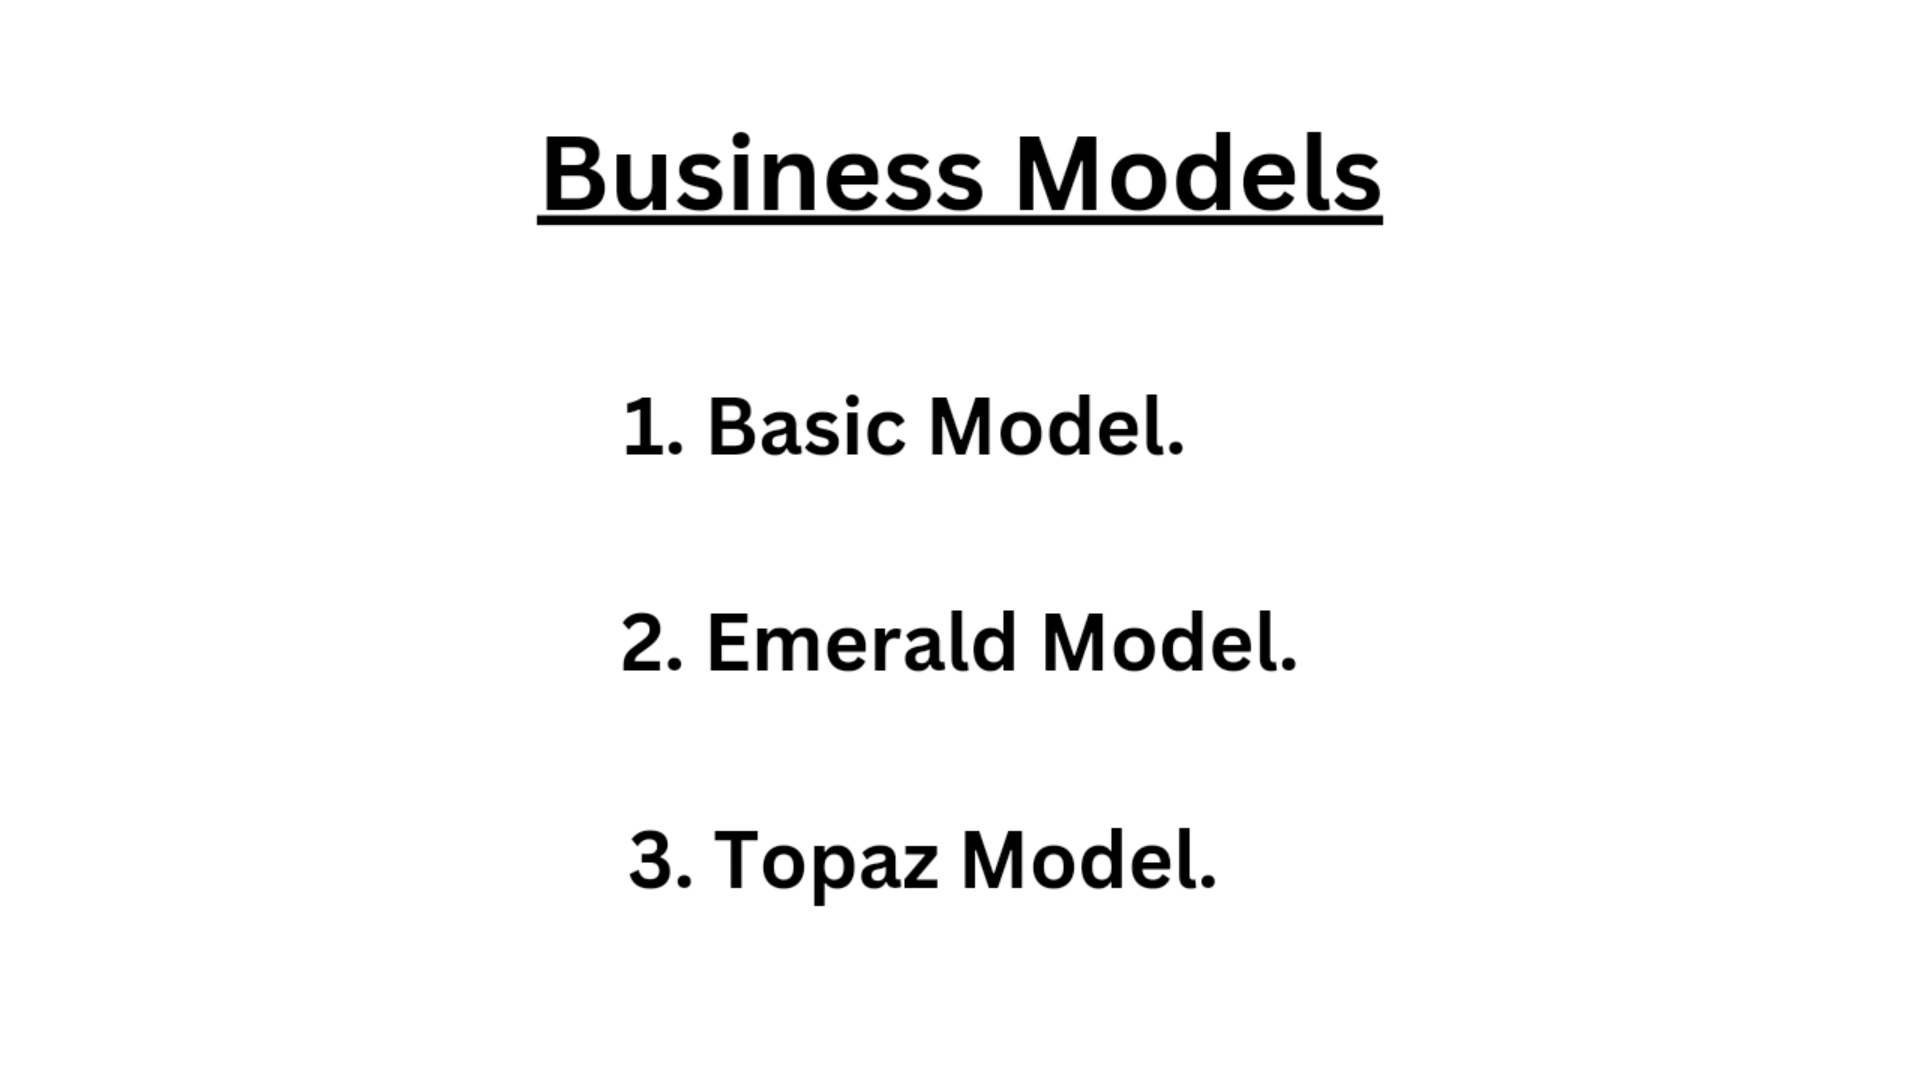 Business Models
1. Basic Model.
2. Emerald Model.
3. Topaz Model.